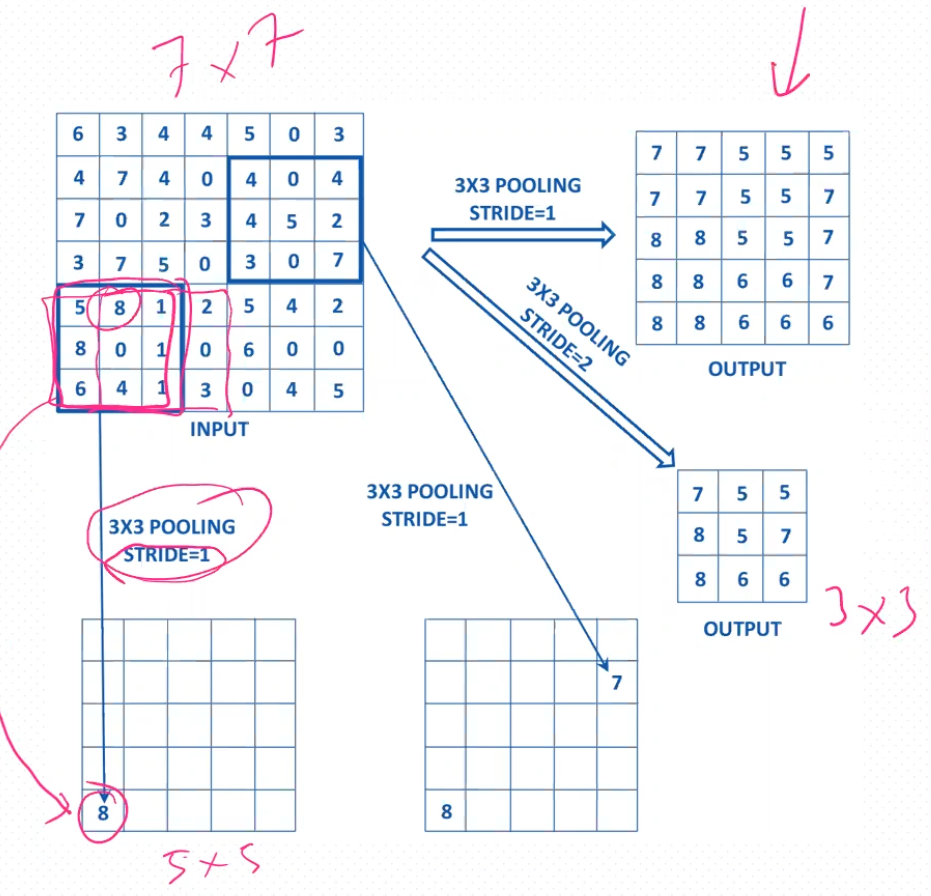 7 x 7
6 3 4 4 5 0 3
4 7 4 0 4 0 4
7 0 2 3 4 5 2
3 7 5 0 3 0 7
5 8 1 2 5 4 2
8 0 1 0 6 0 0
6 4 1 3 0 4 5
INPUT
3X3 POOLING
STRIDE=1
7 7 5 5 5
7 7 5 5 7
8 8 5 5 7
8 8 6 6 7
8 8 6 6 6
OUTPUT
3X3 POOLING
STRIDE=2
7 5 5
8 5 7
8 6 6
OUTPUT
3 x 3
3X3 POOLING
STRIDE=1
3X3 POOLING
STRIDE=1
8
5 x 5
7
8